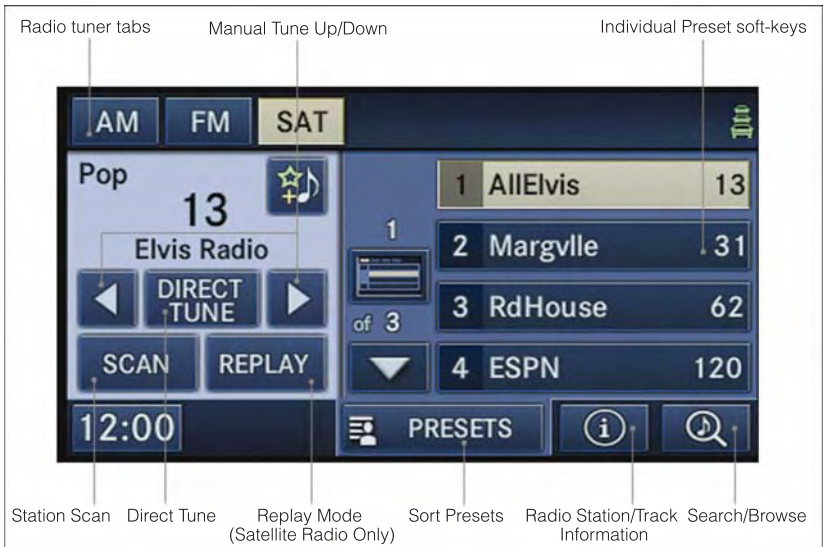 Radio tuner tabs
Manual Tune Up/Down
Individual Preset soft-keys
AM
FM
SAT
Pop
13
Elvis Radio
DIRECT
TUNE
SCAN
REPLAY
12:00
1
of 3
1 AllElvis 13
2 Margvlle 31
3 RdHouse 62
4 ESPN 120
PRESETS
i
Station Scan
Direct Tune
Replay Mode
(Satellite Radio Only)
Sort Presets
Radio Station/Track
Information
Search/Browse